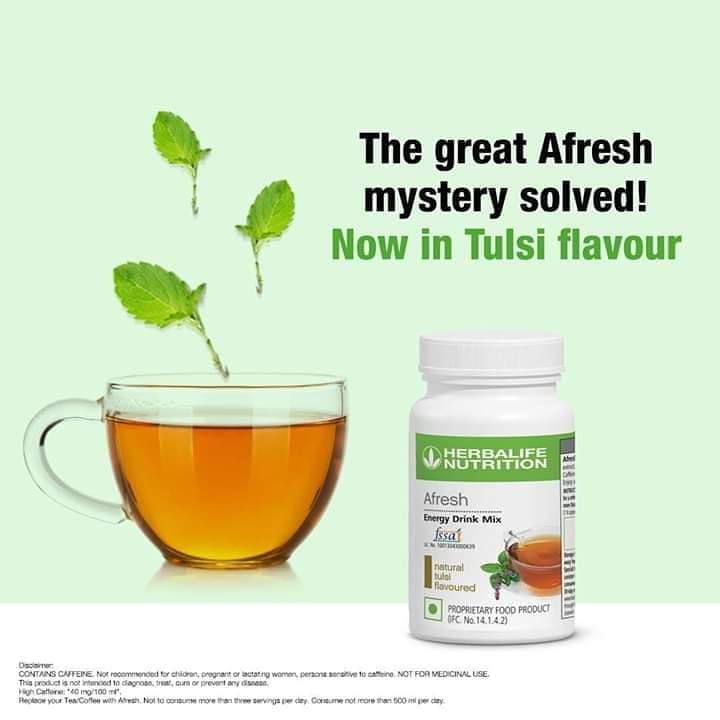 The great Afresh
mystery solved!
Now in Tulsi flavour
HERBALIFE
NUTRITION
Afresh
Energy Drink Mix
fssai
natural
tulsi
flavoured
PROPRIETARY FOOD PRODUCT
(FC. No.14.1.4.2)
Disclaimer:
CONTAINS CAFFEINE. Not recommended for children, pregnant or lactating women, persons sensitive to caffeine. NOT FOR MEDICINAL USE.
This product is not intended to diagnose, treat, cure or prevent any disease.
High Caffeine: "40 mg/100 ml".
Replace your Tea/Coffee with Afresh. Not to consume more than three servings per day. Consume not more than 500 ml per day.